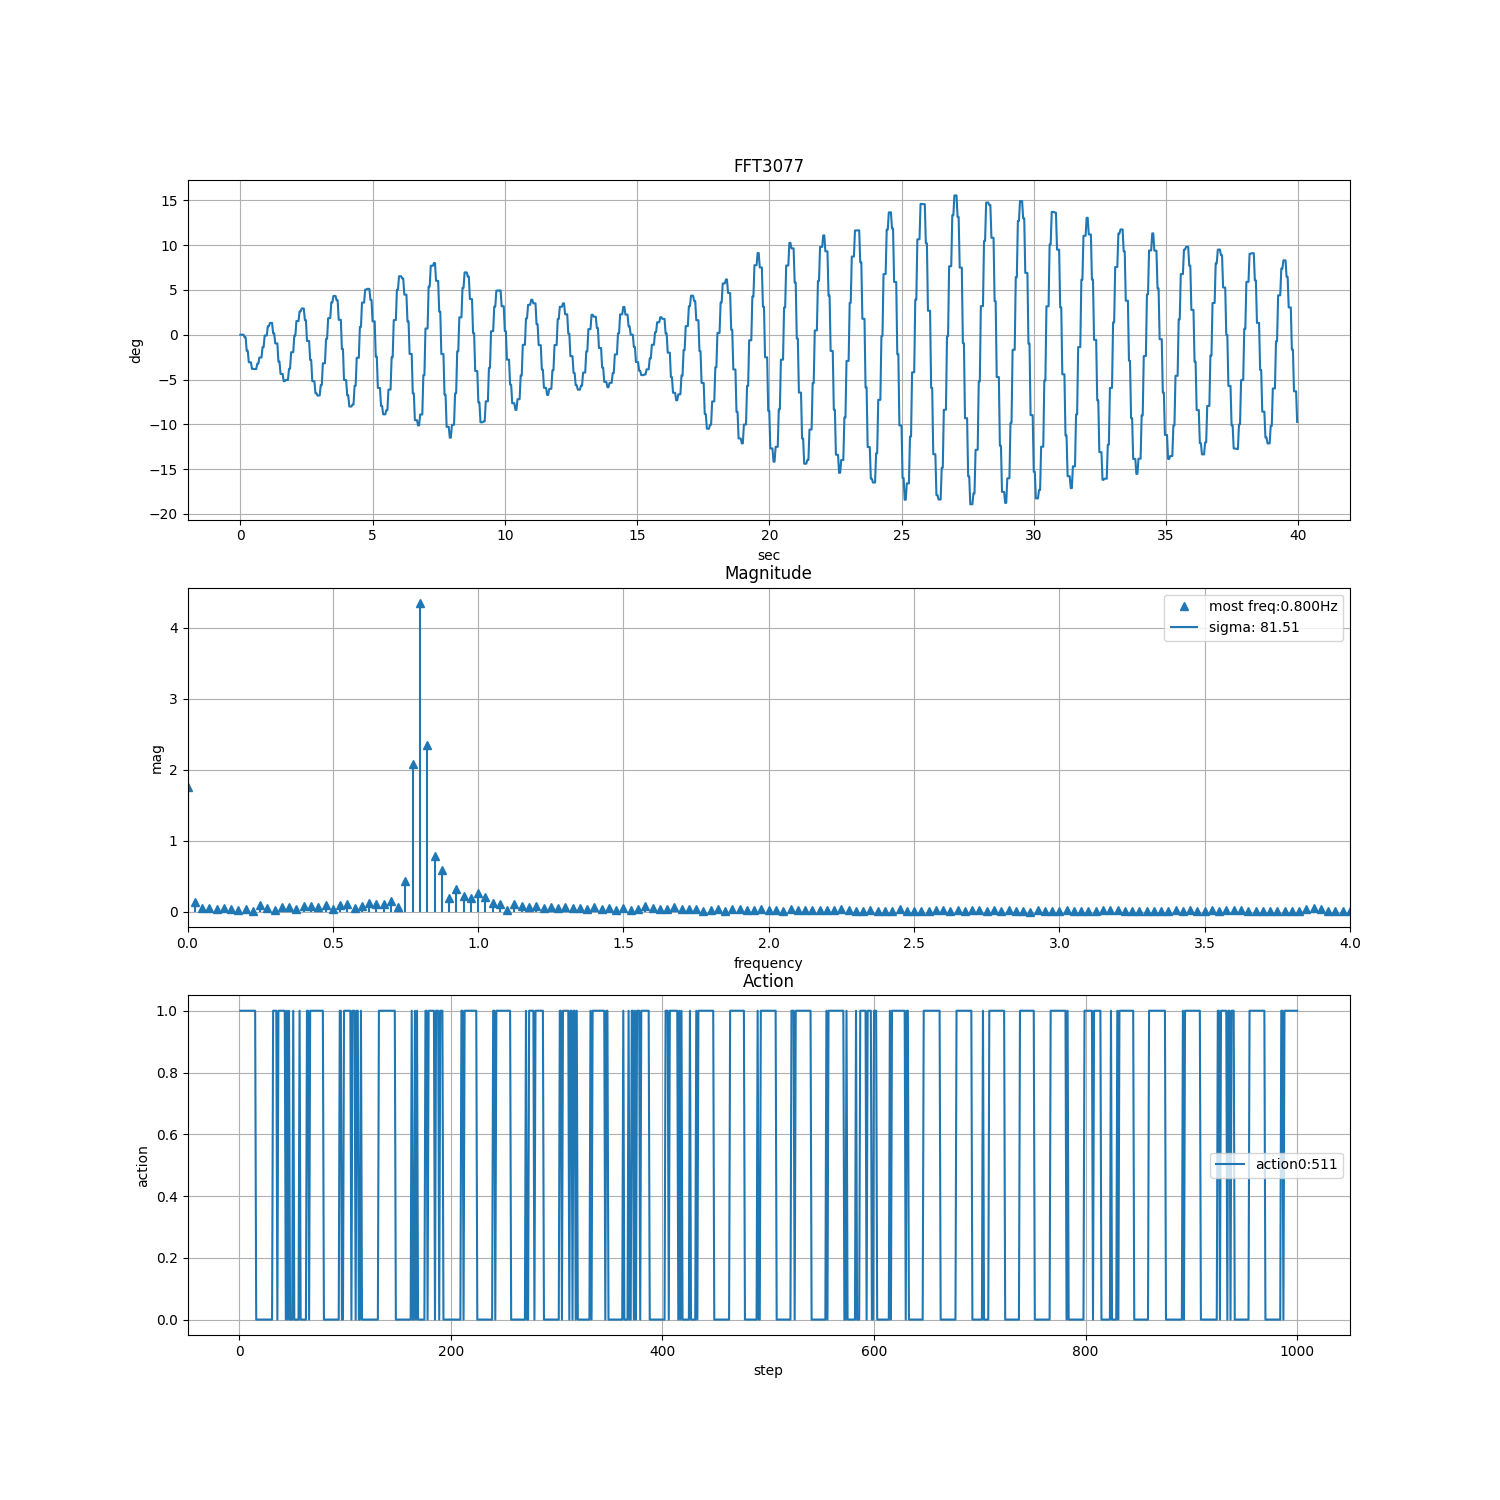 FFT3077
15
10
5
0
−5
−10
−15
−20
deg
0 5 10 15 20 25 30 35 40
sec
Magnitude
most freq:0.800Hz
sigma: 81.51
4
3
2
1
0
mag
0.0 0.5 1.0 1.5 2.0 2.5 3.0 3.5 4.0
frequency
Action
1.0
0.8
0.6
0.4
0.2
0.0
action
action0:511
0 200 400 600 800 1000
step